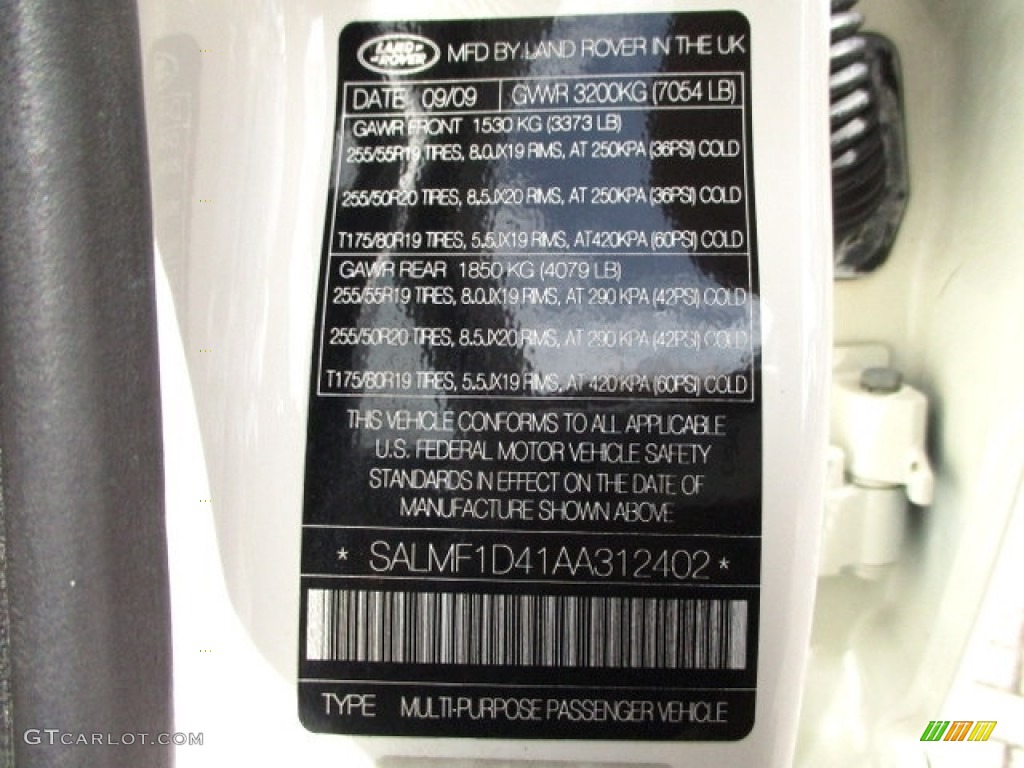 LAND ROVER MFD BY LAND ROVER IN THE UK
DATE 09/09 GVWR 3200KG (7054 LB)
GAWR FRONT 1530 KG (3373 LB)
255/55R19 TIRES, 8.0JX19 RIMS, AT 250KPA (36PSI) COLD
255/50R20 TIRES, 8.5JX20 RIMS, AT 250KPA (36PSI) COLD
T175/80R19 TIRES, 5.5JX19 RIMS, AT 420KPA (60PSI) COLD
GAWR REAR 1850 KG (4079 LB)
255/55R19 TIRES, 8.0JX19 RIMS, AT 290 KPA (42PSI) COLD
255/50R20 TIRES, 8.5JX20 RIMS, AT 290 KPA (42PSI) COLD
T175/80R19 TIRES, 5.5JX19 RIMS, AT 420 KPA (60PSI) COLD
THIS VEHICLE CONFORMS TO ALL APPLICABLE
U.S. FEDERAL MOTOR VEHICLE SAFETY
STANDARDS IN EFFECT ON THE DATE OF
MANUFACTURE SHOWN ABOVE
* SALMF1D41AA312402 *
TYPE MULTI-PURPOSE PASSENGER VEHICLE
GTCARLOT.COM